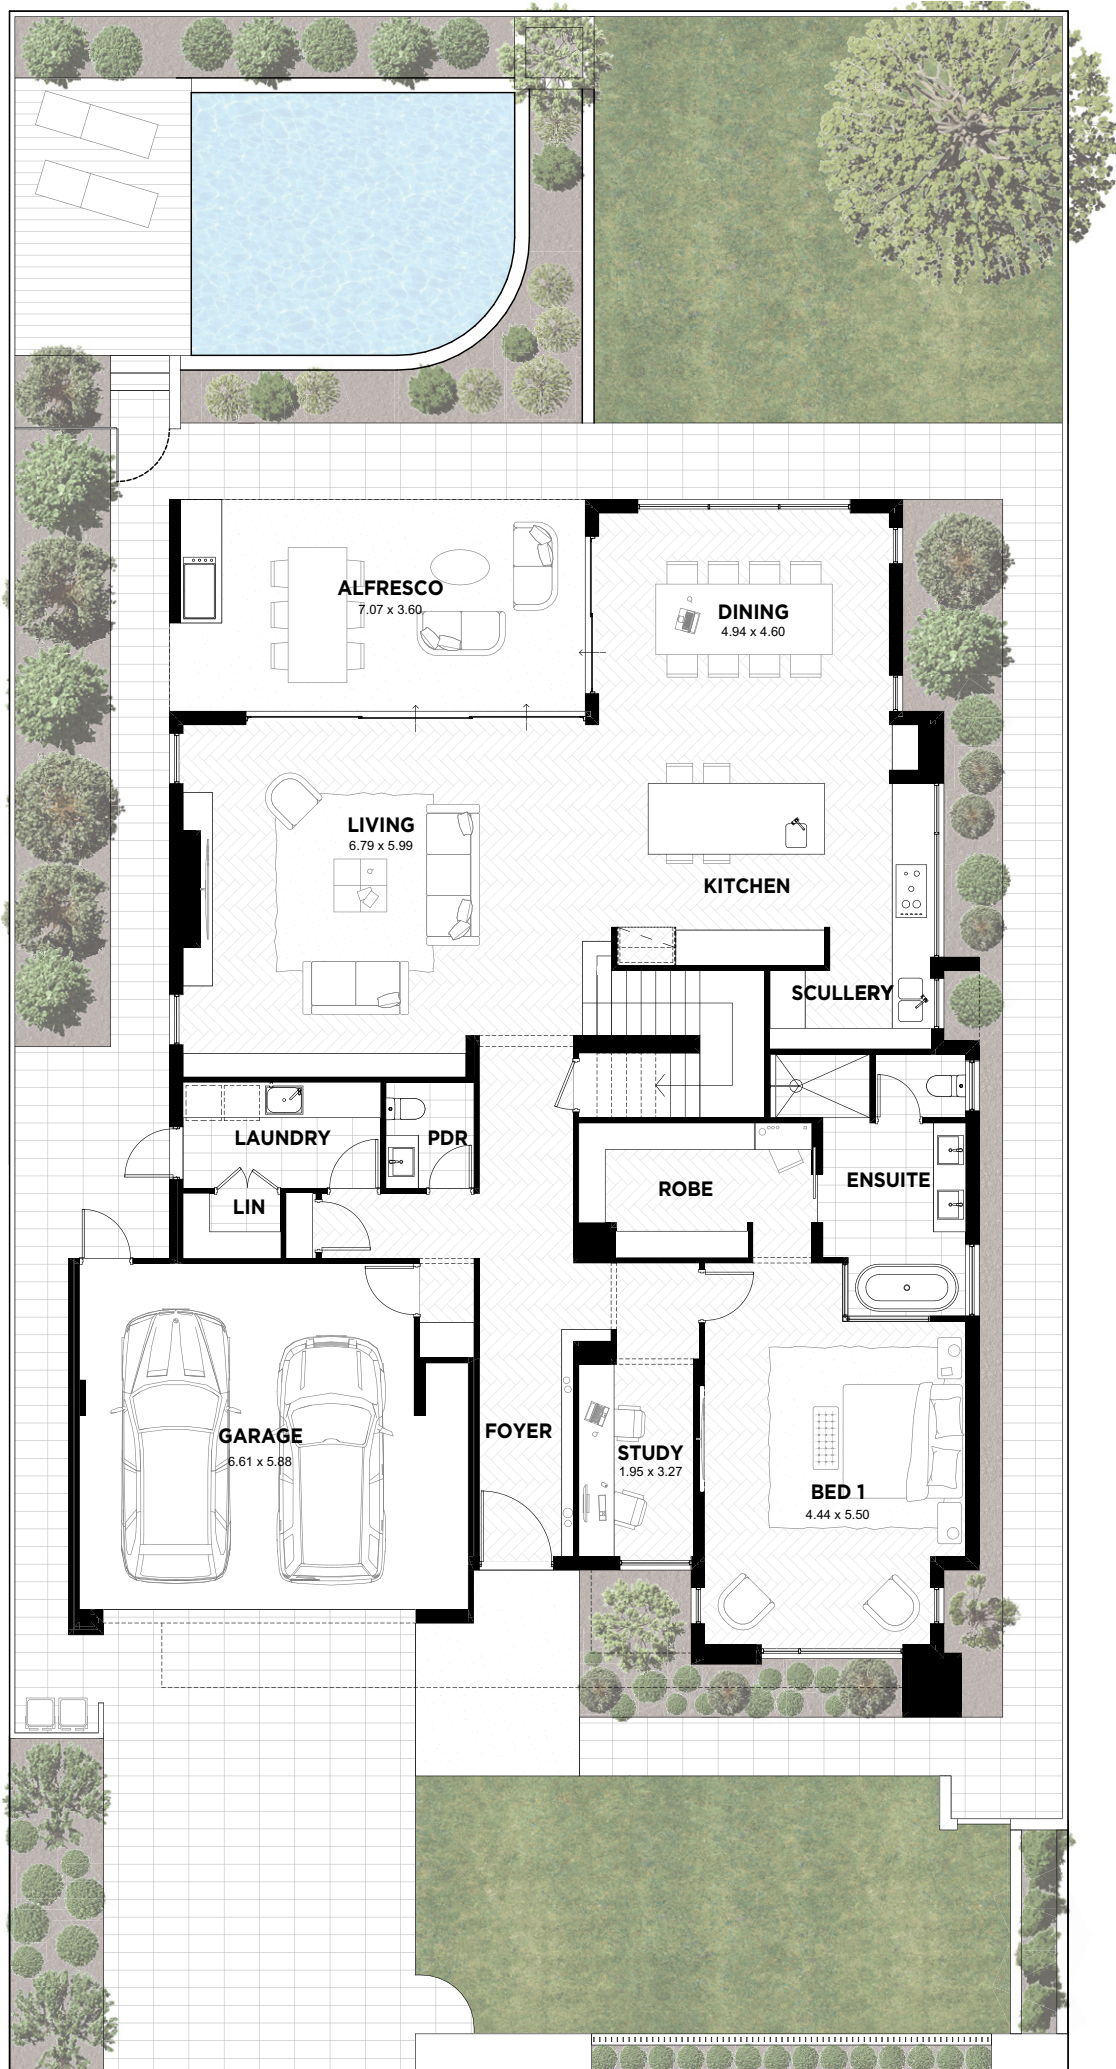 ALFRESCO
7.07 x 3.60
DINING
4.94 x 4.60
LIVING
6.79 x 5.99
KITCHEN
SCULLERY
LAUNDRY
PDR
LIN
ROBE
ENSUITE
GARAGE
6.61 x 5.88
FOYER
STUDY
1.95 x 3.27
BED 1
4.44 x 5.50